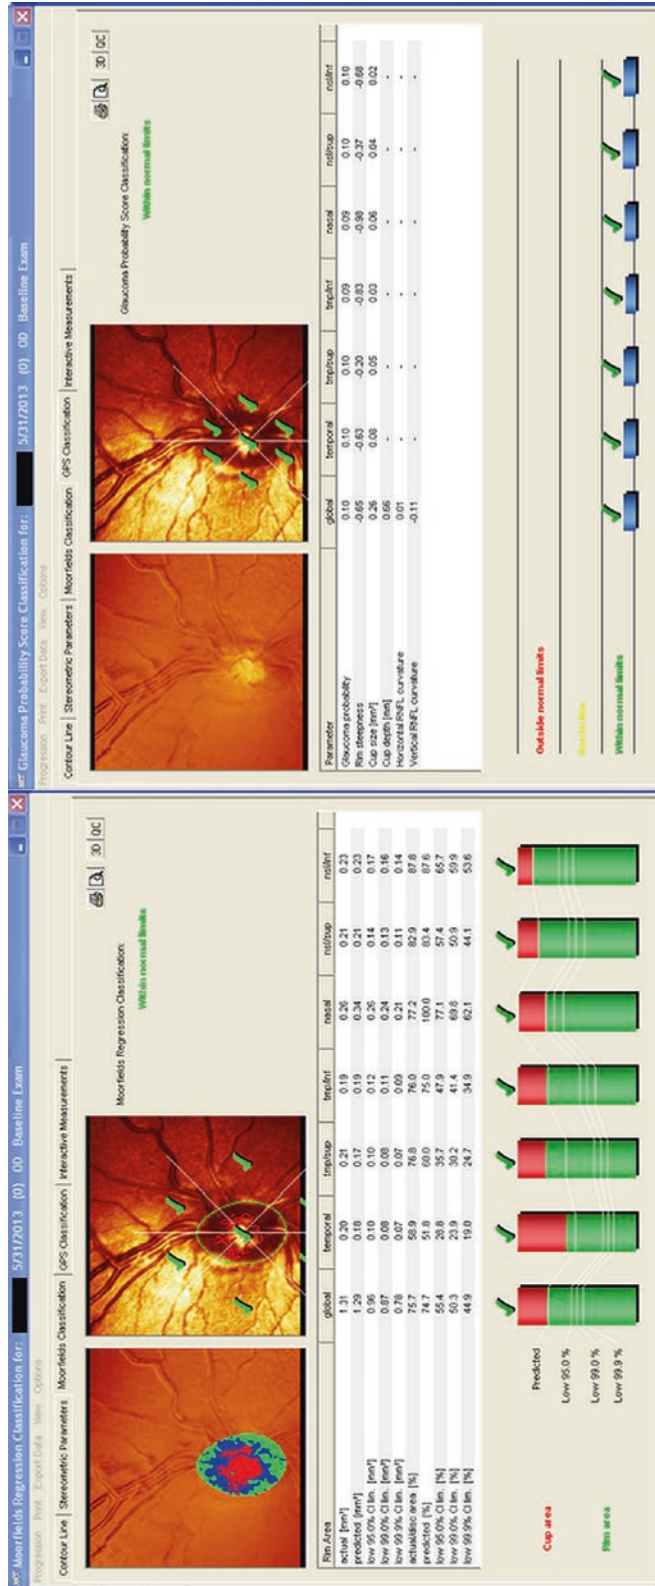 Moorfields Regression Classification for: 5/31/2013 (0) OD Baseline Exam
Progression Print Export Data View Options
Contour Line Stereometric Parameters Moorfields Classification GPS Classification Interactive Measurements
3D QC
Moorfields Regression Classification:
Within normal limits
Rim Area global temporal tmp/sup tmp/inf nasal nsl/sup nsl/inf
actual [mm²] 1.31 0.20 0.21 0.19 0.26 0.21 0.23
predicted [mm²] 1.29 0.18 0.17 0.19 0.34 0.21 0.23
low 95.0% CI lim. [mm²] 0.96 0.10 0.10 0.12 0.26 0.14 0.17
low 99.0% CI lim. [mm²] 0.87 0.08 0.08 0.11 0.24 0.13 0.16
low 99.9% CI lim. [mm²] 0.78 0.07 0.07 0.09 0.21 0.11 0.14
actual/disc area [%] 75.7 58.9 76.8 76.0 77.2 82.9 87.8
predicted [%] 74.7 51.8 60.0 75.0 100.0 83.4 87.6
low 95.0% CI lim. [%] 55.4 28.8 35.7 47.9 77.1 57.4 65.7
low 99.0% CI lim. [%] 50.3 23.9 30.2 41.4 69.8 50.9 59.9
low 99.9% CI lim. [%] 44.9 19.0 24.7 34.9 62.1 44.1 53.6
Cup area
Rim area
Predicted
Low 95.0 %
Low 99.0 %
Low 99.9 %
Glaucoma Probability Score Classification for: 5/31/2013 (0) OD Baseline Exam
Progression Print Export Data View Options
Contour Line Stereometric Parameters Moorfields Classification GPS Classification Interactive Measurements
3D QC
Glaucoma Probability Score Classification:
Within normal limits
Parameter global temporal tmp/sup tmp/inf nasal nsl/sup nsl/inf
Glaucoma probability 0.10 0.10 0.10 0.09 0.09 0.10 0.10
Rim steepness -0.65 -0.63 -0.20 -0.83 -0.98 -0.37 -0.68
Cup size [mm²] 0.26 0.08 0.05 0.03 0.06 0.04 0.02
Cup depth [mm] 0.66 - - - - - -
Horizontal RNFL curvature 0.01 - - - - - -
Vertical RNFL curvature -0.11 - - - - - -
Outside normal limits
Borderline
Within normal limits